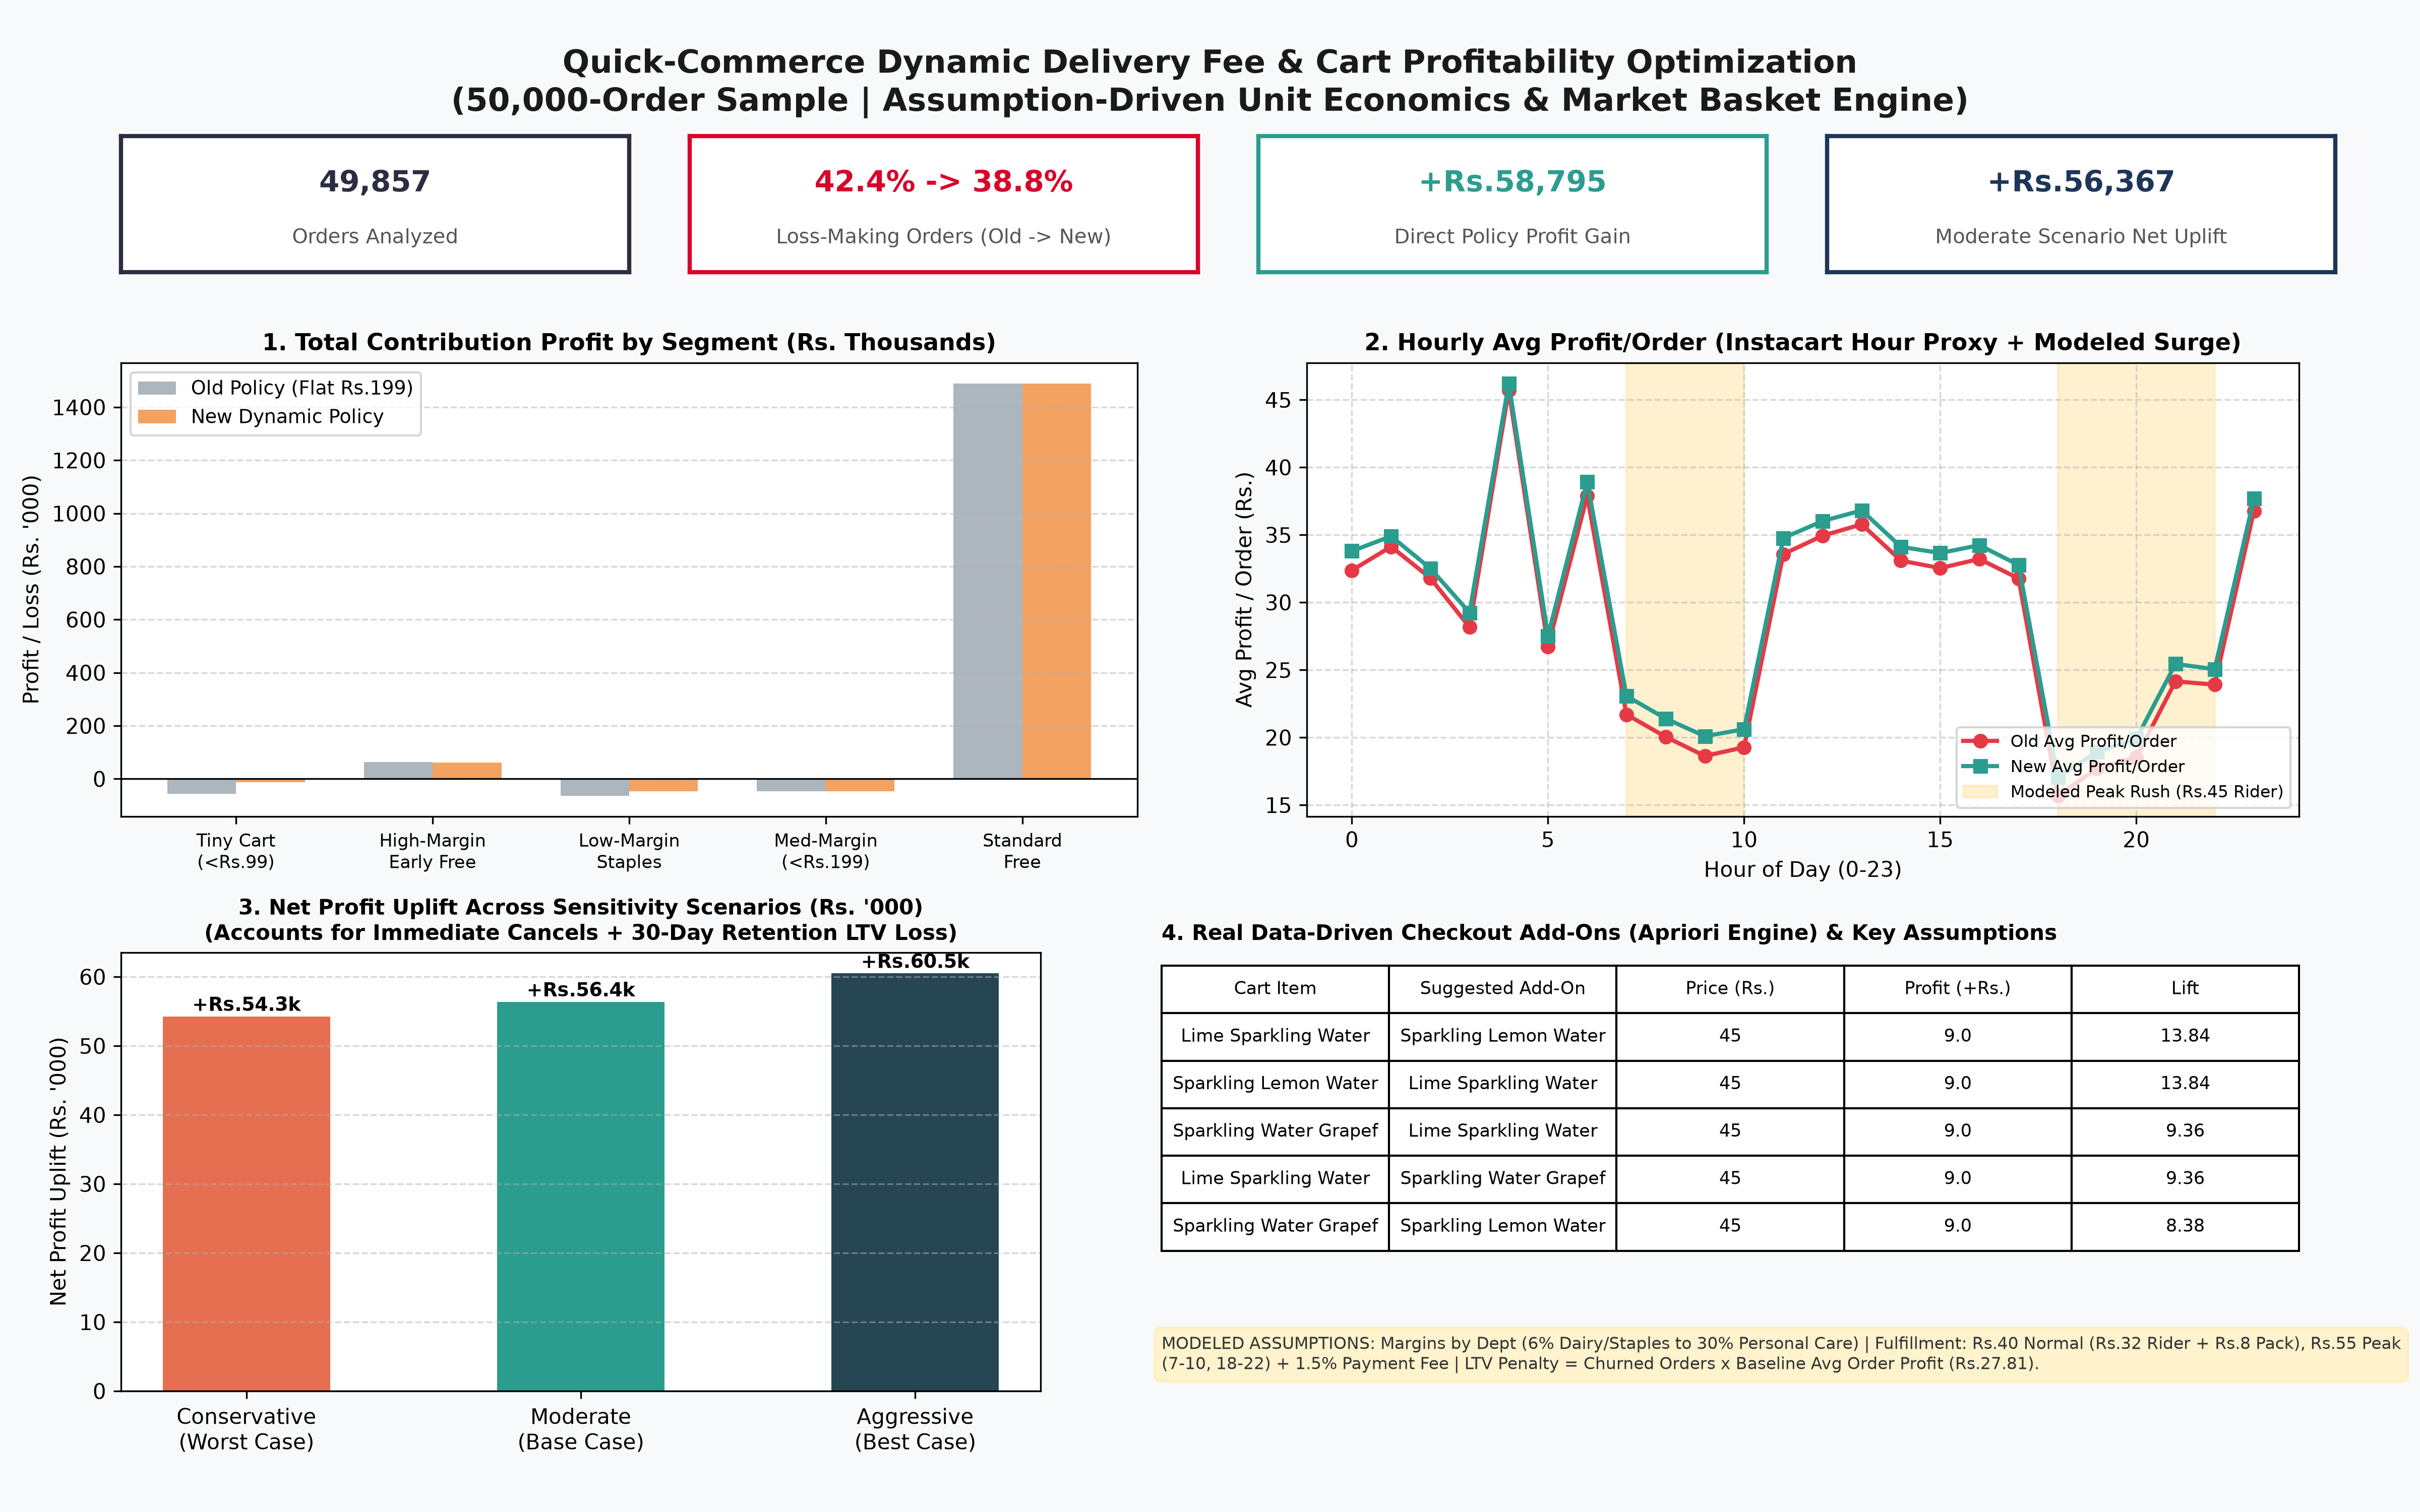 Quick-Commerce Dynamic Delivery Fee & Cart Profitability Optimization
(50,000-Order Sample | Assumption-Driven Unit Economics & Market Basket Engine)
49,857
Orders Analyzed
42.4% -> 38.8%
Loss-Making Orders (Old -> New)
+Rs.58,795
Direct Policy Profit Gain
+Rs.56,367
Moderate Scenario Net Uplift
1. Total Contribution Profit by Segment (Rs. Thousands)
Old Policy (Flat Rs.199)
New Dynamic Policy
Profit / Loss (Rs. '000)
1400
1200
1000
800
600
400
200
0
Tiny Cart
(<Rs.99)
High-Margin
Early Free
Low-Margin
Staples
Med-Margin
(<Rs.199)
Standard
Free
2. Hourly Avg Profit/Order (Instacart Hour Proxy + Modeled Surge)
Avg Profit / Order (Rs.)
45
40
35
30
25
20
15
Old Avg Profit/Order
New Avg Profit/Order
Modeled Peak Rush (Rs.45 Rider)
0 5 10 15 20
Hour of Day (0-23)
3. Net Profit Uplift Across Sensitivity Scenarios (Rs. '000)
(Accounts for Immediate Cancels + 30-Day Retention LTV Loss)
Net Profit Uplift (Rs. '000)
60
50
40
30
20
10
0
+Rs.54.3k
+Rs.56.4k
+Rs.60.5k
Conservative
(Worst Case)
Moderate
(Base Case)
Aggressive
(Best Case)
4. Real Data-Driven Checkout Add-Ons (Apriori Engine) & Key Assumptions
Cart Item Suggested Add-On Price (Rs.) Profit (+Rs.) Lift
Lime Sparkling Water Sparkling Lemon Water 45 9.0 13.84
Sparkling Lemon Water Lime Sparkling Water 45 9.0 13.84
Sparkling Water Grapef Lime Sparkling Water 45 9.0 9.36
Lime Sparkling Water Sparkling Water Grapef 45 9.0 9.36
Sparkling Water Grapef Sparkling Lemon Water 45 9.0 8.38
MODELED ASSUMPTIONS: Margins by Dept (6% Dairy/Staples to 30% Personal Care) | Fulfillment: Rs.40 Normal (Rs.32 Rider + Rs.8 Pack), Rs.55 Peak
(7-10, 18-22) + 1.5% Payment Fee | LTV Penalty = Churned Orders x Baseline Avg Order Profit (Rs.27.81).